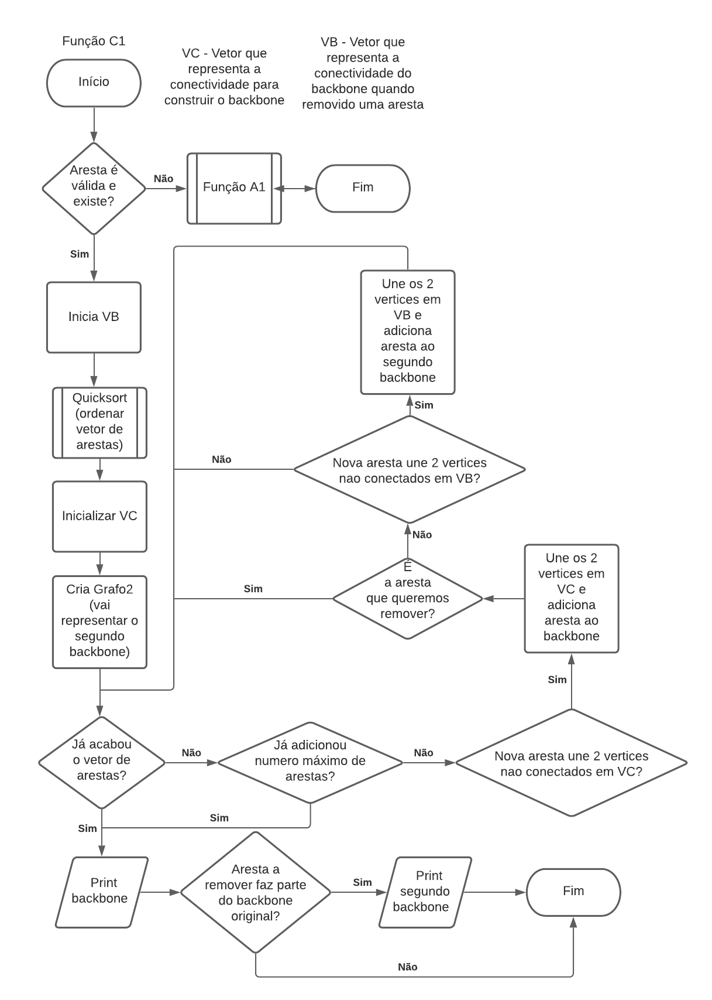 Função C1
VC - Vetor que
representa a
conectividade para
construir o backbone
VB - Vetor que
representa a
conectividade do
backbone quando
removido uma aresta
Início
Aresta é
válida e
existe?
Não
Função A1
Fim
Sim
Inicia VB
Une os 2
vertices em
VB e
adiciona
aresta ao
segundo
backbone
Sim
Quicksort
(ordenar
vetor de
arestas)
Não
Nova aresta une 2 vertices
nao conectados em VB?
Inicializar VC
Não
Cria Grafo2
(vai
representar o
segundo
backbone)
Sim
É
a aresta
que queremos
remover?
Une os 2
vertices em
VC e
adiciona
aresta ao
backbone
Sim
Já acabou
o vetor de
arestas?
Não
Já adicionou
numero máximo de
arestas?
Não
Nova aresta une 2 vertices
nao conectados em VC?
Sim
Sim
Print
backbone
Aresta a
remover faz parte
do backbone
original?
Sim
Print
segundo
backbone
Fim
Não